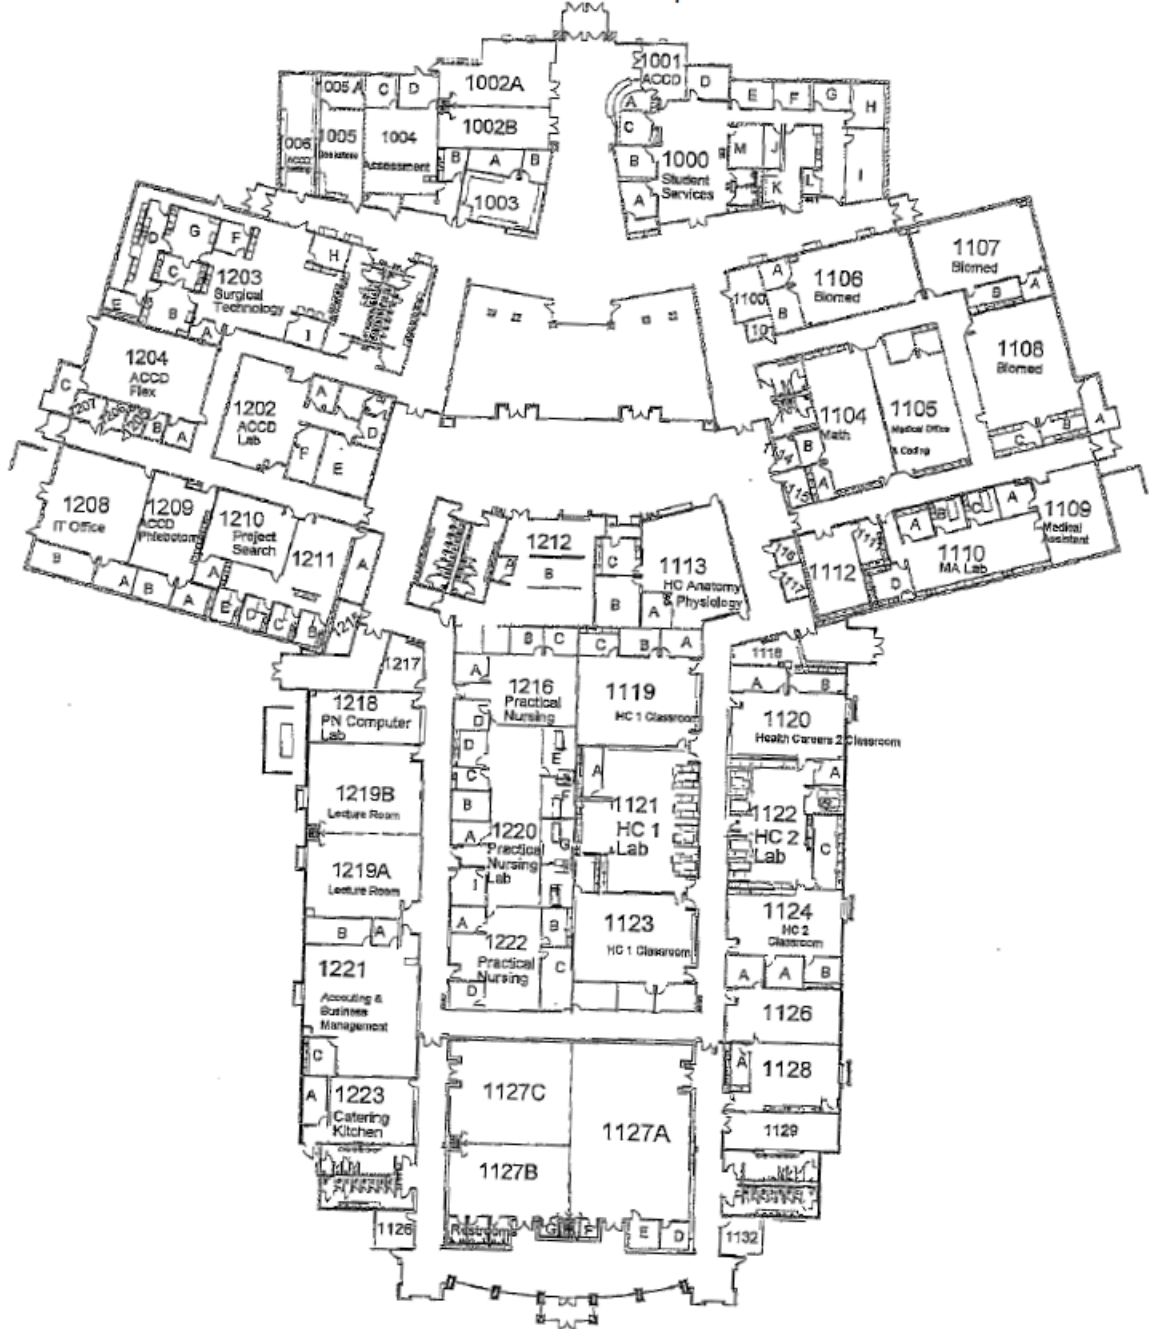 1001
ACCD
D
E
F
G
H
A
C
B
A
1000
Student
Services
M
J
K
L
I
1002A
1002B
005 A
C
D
006
1005
Bookstore
1004
Assessment
B
A
B
1003
D
G
F
C
H
1203
Surgical
Technology
E
B
A
I
1204
ACCD
Flex
C
1207
B
A
1202
ACCD
Lab
A
D
F
E
1208
IT Office
B
A
B
A
1209
ACCD
Phlebotomy
1210
Project
Search
A
E
D
C
B
1211
A
1107
Biomed
B
A
1106
Biomed
A
B
1100
1108
Biomed
C
B
A
1104
Math
B
A
1105
Medical Office
& Coding
1109
Medical
Assistant
1110
MA Lab
A
B
C
A
D
1111
1112
1117
1212
A
B
C
B
1113
HC Anatomy
Physiology
A
B
C
C
B
A
1217
1218
PN Computer
Lab
1219B
Lecture Room
1219A
Lecture Room
B
A
1221
Accouting &
Business
Management
C
A
1223
Catering
Kitchen
1126
A
1216
Practical
Nursing
D
D
C
B
A
I
E
F
G
H
1220
Practical
Nursing
Lab
A
B
1222
Practical
Nursing
C
D
1119
HC 1 Classroom
A
1121
HC 1
Lab
1123
HC 1 Classroom
1118
A
B
1120
Health Careers 2 Classroom
A
B
1122
HC 2
Lab
C
1124
HC 2
Classroom
A
A
B
1126
A
1128
1129
1132
1127C
1127A
1127B
Restrooms
G
F
E
D